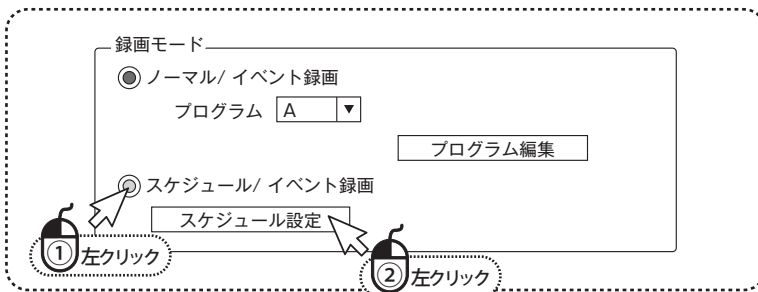 録画モード
ノーマル/ イベント録画
プログラム A ▼
プログラム編集
スケジュール/ イベント録画
スケジュール設定
① 左クリック
② 左クリック